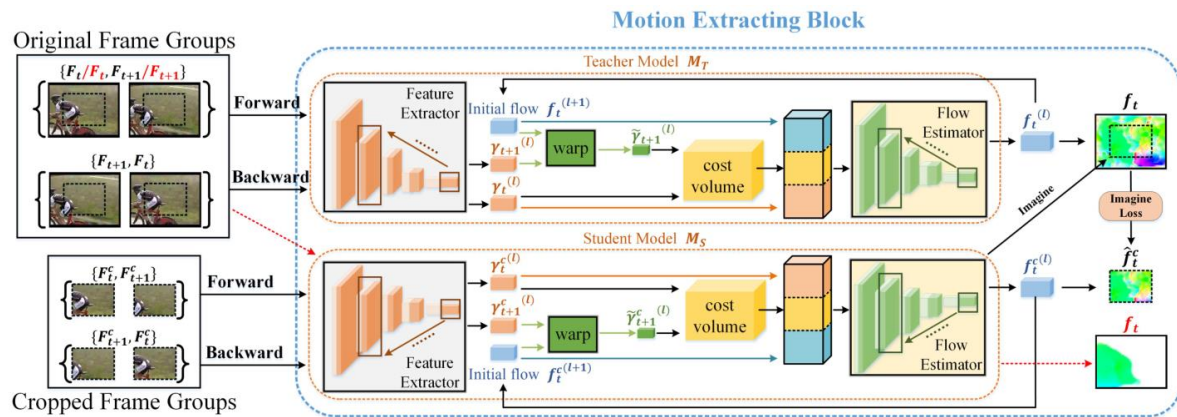 Motion Extracting Block
Original Frame Groups
{F_t/F_t, F_{t+1}/F_{t+1}}
Forward
{F_{t+1}, F_t}
Backward
Teacher Model M_T
Feature
Extractor
Initial flow f_t^{(l+1)}
γ_{t+1}^{(l)}
warp
γ̃_{t+1}^{(l)}
γ_t^{(l)}
cost
volume
Flow
Estimator
f_t^{(l)}
f_t
Imagine
Imagine
Loss
f̂_t^c
Student Model M_S
{F_t^c, F_{t+1}^c}
Forward
{F_{t+1}^c, F_t^c}
Backward
Cropped Frame Groups
γ_t^{c(l)}
γ_{t+1}^{c(l)}
warp
γ̃_{t+1}^{c(l)}
Feature
Extractor
Initial flow f_t^{c(l+1)}
cost
volume
Flow
Estimator
f_t^{c(l)}
f_t